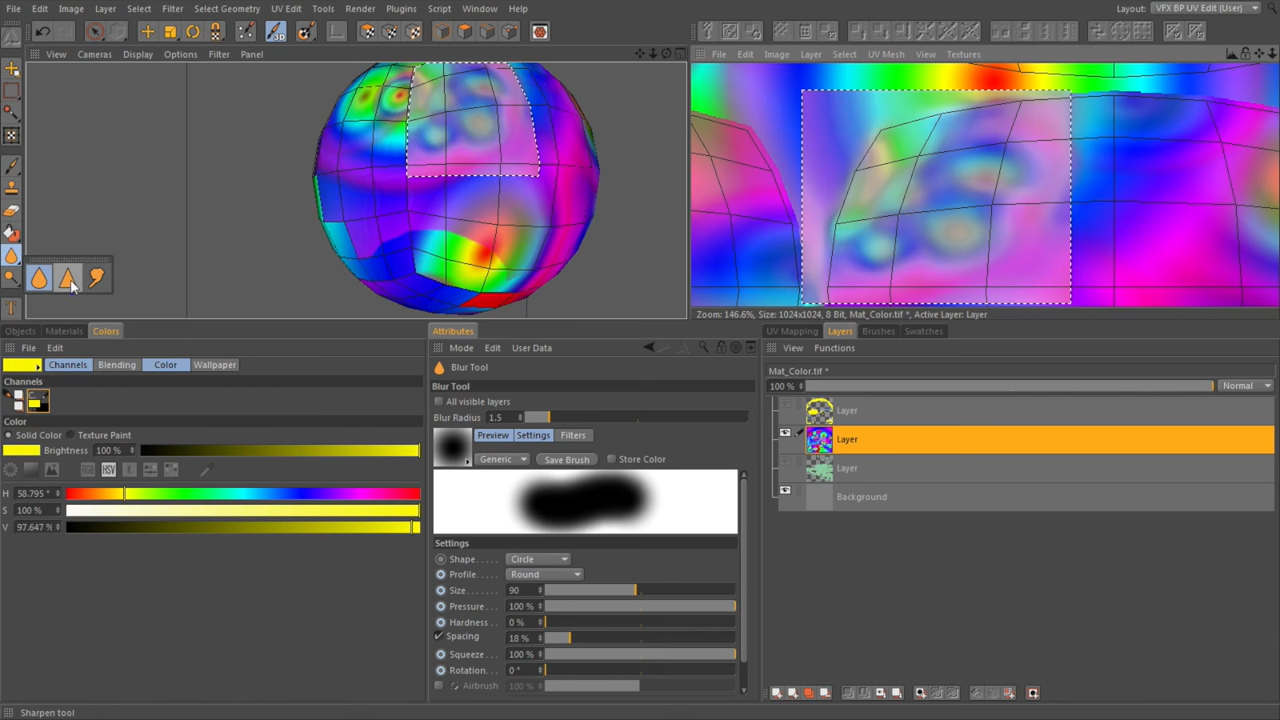 File Edit Image Layer Select Filter Select Geometry UV Edit Tools Render Plugins Script Window Help Layout: VFX BP UV Edit (User)
View Cameras Display Options Filter Panel
File Edit Image Layer Select UV Mesh View Textures
Zoom: 146.6%, Size: 1024x1024, 8 Bit, Mat_Color.tif *, Active Layer: Layer
Objects Materials Colors
Attributes
UV Mapping Layers Brushes Swatches
File Edit
Mode Edit User Data
View Functions
Channels Blending Color Wallpaper
Channels
Color
Solid Color Texture Paint
Brightness 100 %
HSV
H 58.795 °
S 100 %
V 97.647 %
Blur Tool
Blur Tool
All visible layers
Blur Radius 1.5
Preview Settings Filters
Generic Save Brush Store Color
Settings
Shape . . . . . Circle
Profile. . . . . Round
Size. . . . . . 90
Pressure . . . 100 %
Hardness . . 0 %
Spacing 18 %
Squeeze. . . 100 %
Rotation. . . 0 °
Airbrush 100 %
Mat_Color.tif *
100 % Normal
Layer
Layer
Layer
Background
Sharpen tool